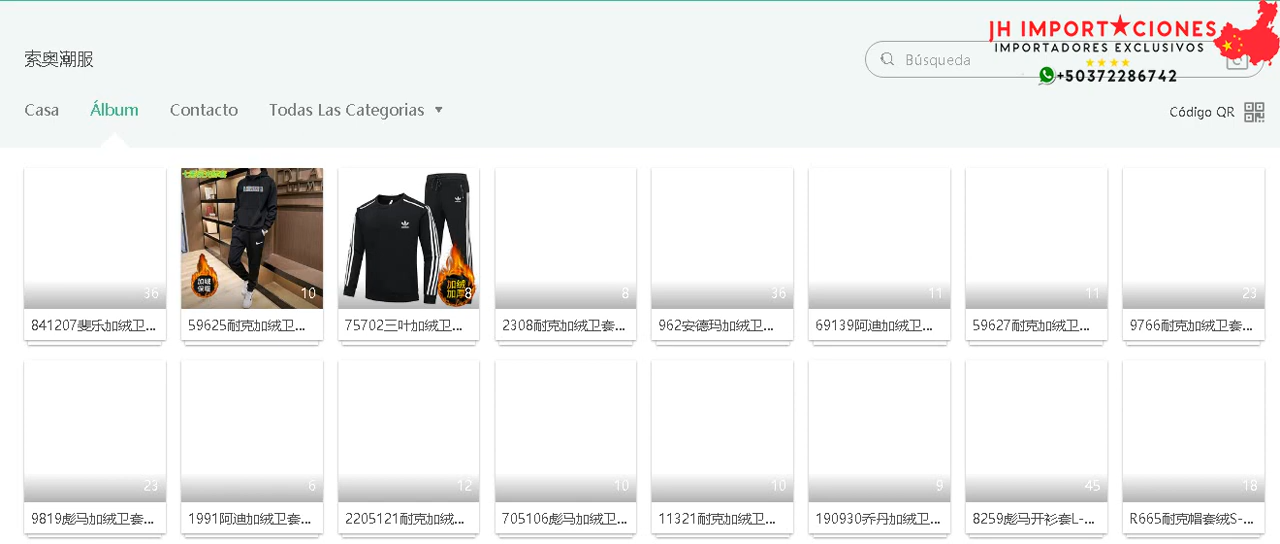 JH IMPORT★CIONES
IMPORTADORES EXCLUSIVOS
+50372286742
索奥潮服
Búsqueda
Casa
Álbum
Contacto
Todas Las Categorias
Código QR
加绒
保暖
10
加绒
加厚
8
36
8
36
11
11
23
841207斐乐加绒卫...
59625耐克加绒卫...
75702三叶加绒卫...
2308耐克加绒卫套...
962安德玛加绒卫...
69139阿迪加绒卫...
59627耐克加绒卫...
9766耐克加绒卫套...
23
6
12
10
10
9
45
18
9819彪马加绒卫套...
1991阿迪加绒卫套...
2205121耐克加绒...
705106彪马加绒卫...
11321耐克加绒卫...
190930乔丹加绒卫...
8259彪马开衫套L-...
R665耐克帽套绒S-...